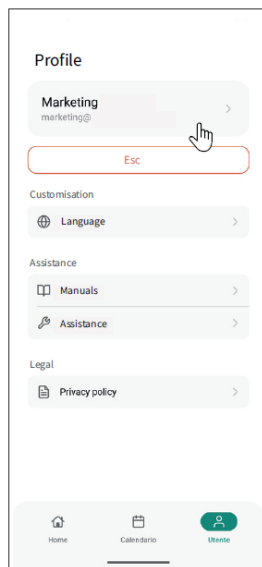 Profile
Marketing
marketing@
Esc
Customisation
Language
Assistance
Manuals
Assistance
Legal
Privacy policy
Home Calendario Utente